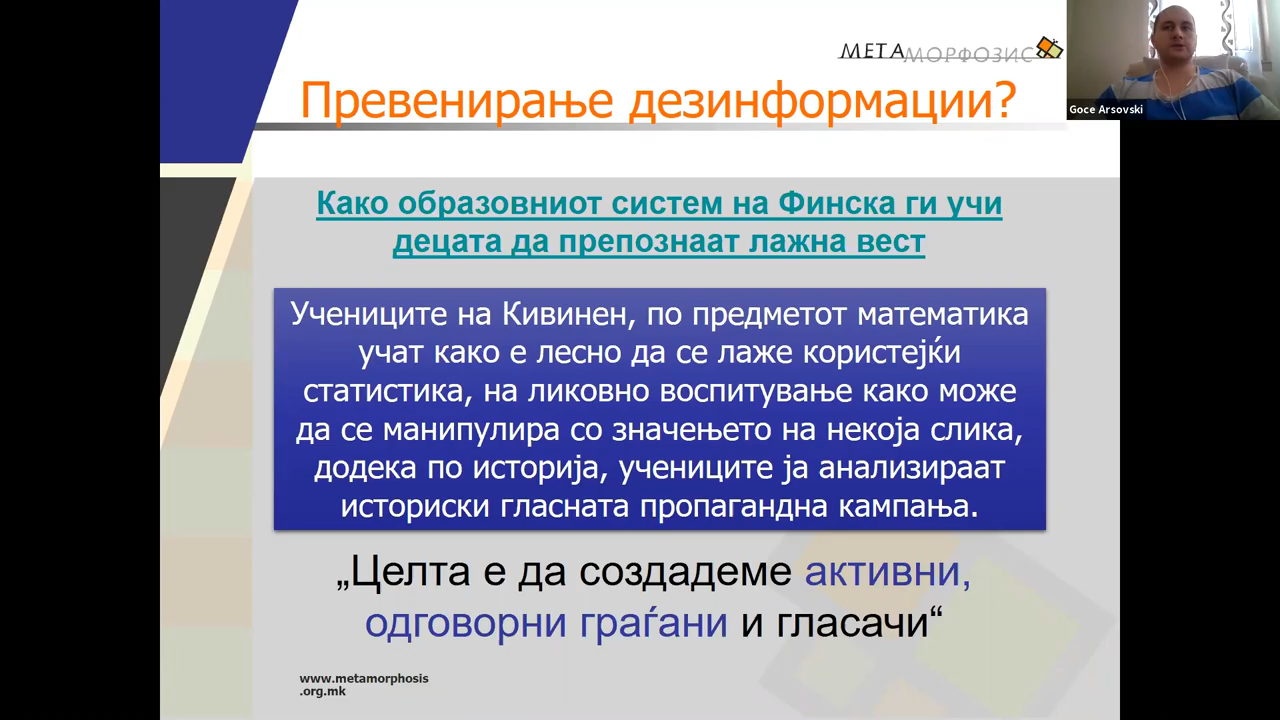 МЕТАМОРФОЗИС
Превенирање дезинформации?
Goce Arsovski
Како образовниот систем на Финска ги учи
децата да препознаат лажна вест
Учениците на Кивинен, по предметот математика
учат како е лесно да се лаже користејќи
статистика, на ликовно воспитување како може
да се манипулира со значењето на некоја слика,
додека по историја, учениците ја анализираат
историски гласната пропагандна кампања.
„Целта е да создадеме активни,
одговорни граѓани и гласачи“
www.metamorphosis
.org.mk